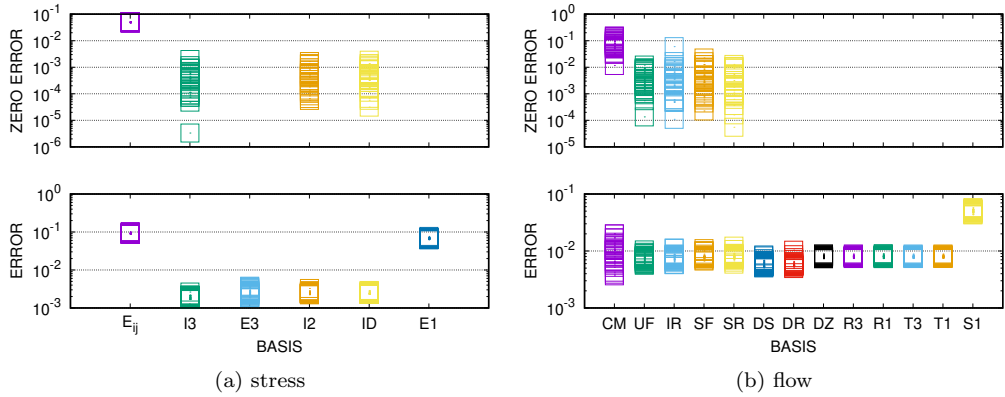 10⁻¹
10⁻²
10⁻³
10⁻⁴
10⁻⁵
10⁻⁶
ZERO ERROR
10⁰
10⁻¹
10⁻²
10⁻³
ERROR
E_ij I3 E3 I2 ID E1
BASIS
(a) stress
10⁰
10⁻¹
10⁻²
10⁻³
10⁻⁴
10⁻⁵
ZERO ERROR
10⁻¹
10⁻²
10⁻³
ERROR
CM UF IR SF SR DS DR DZ R3 R1 T3 T1 S1
BASIS
(b) flow